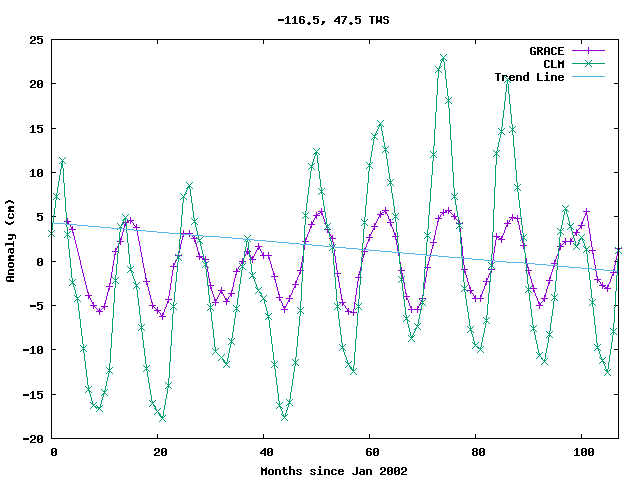 -116.5, 47.5 TWS
GRACE
CLM
Trend Line
25
20
15
10
5
0
-5
-10
-15
-20
Anomaly (cm)
0 20 40 60 80 100
Months since Jan 2002